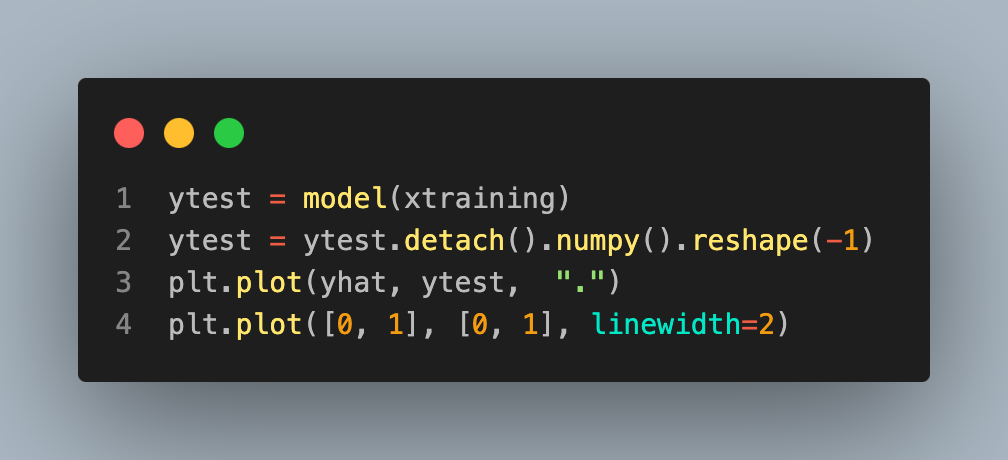 1 ytest = model(xtraining)
2 ytest = ytest.detach().numpy().reshape(-1)
3 plt.plot(yhat, ytest,  ".")
4 plt.plot([0, 1], [0, 1], linewidth=2)